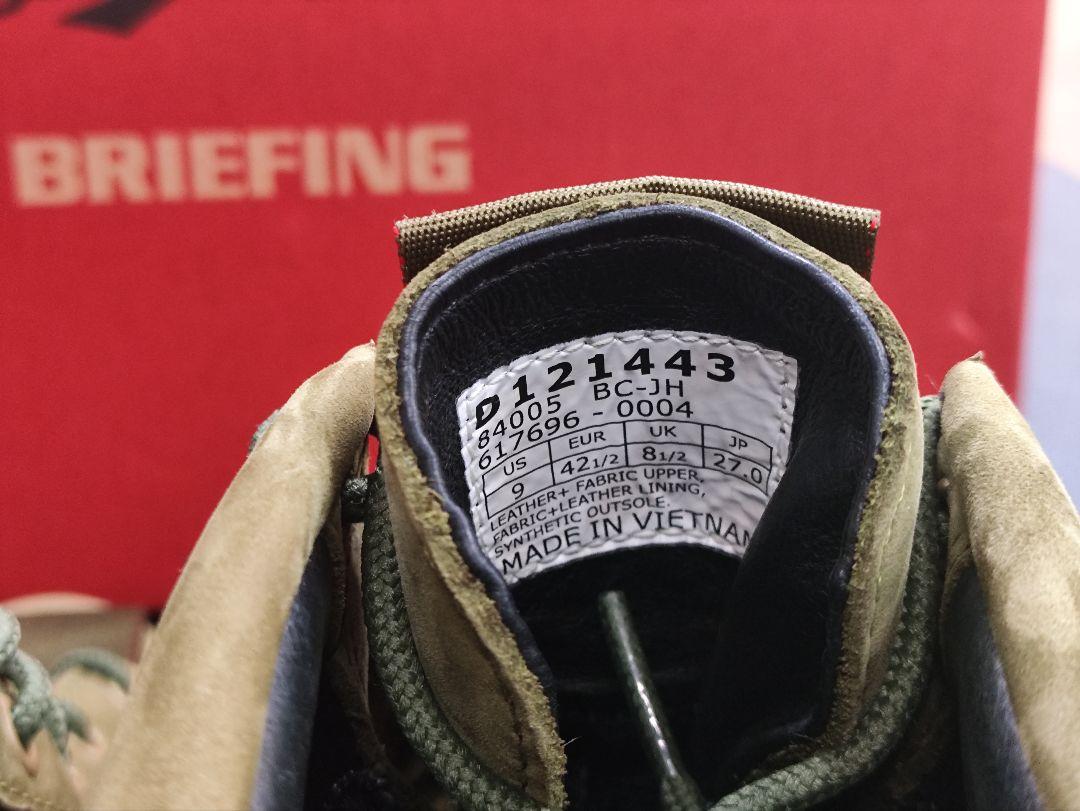 BRIEFING
D121443
84005 BC-JH
617696 - 0004
US EUR UK JP
9 42 1/2 8 1/2 27.0
LEATHER+ FABRIC UPPER,
FABRIC+LEATHER LINING,
SYNTHETIC OUTSOLE.
MADE IN VIETNAM